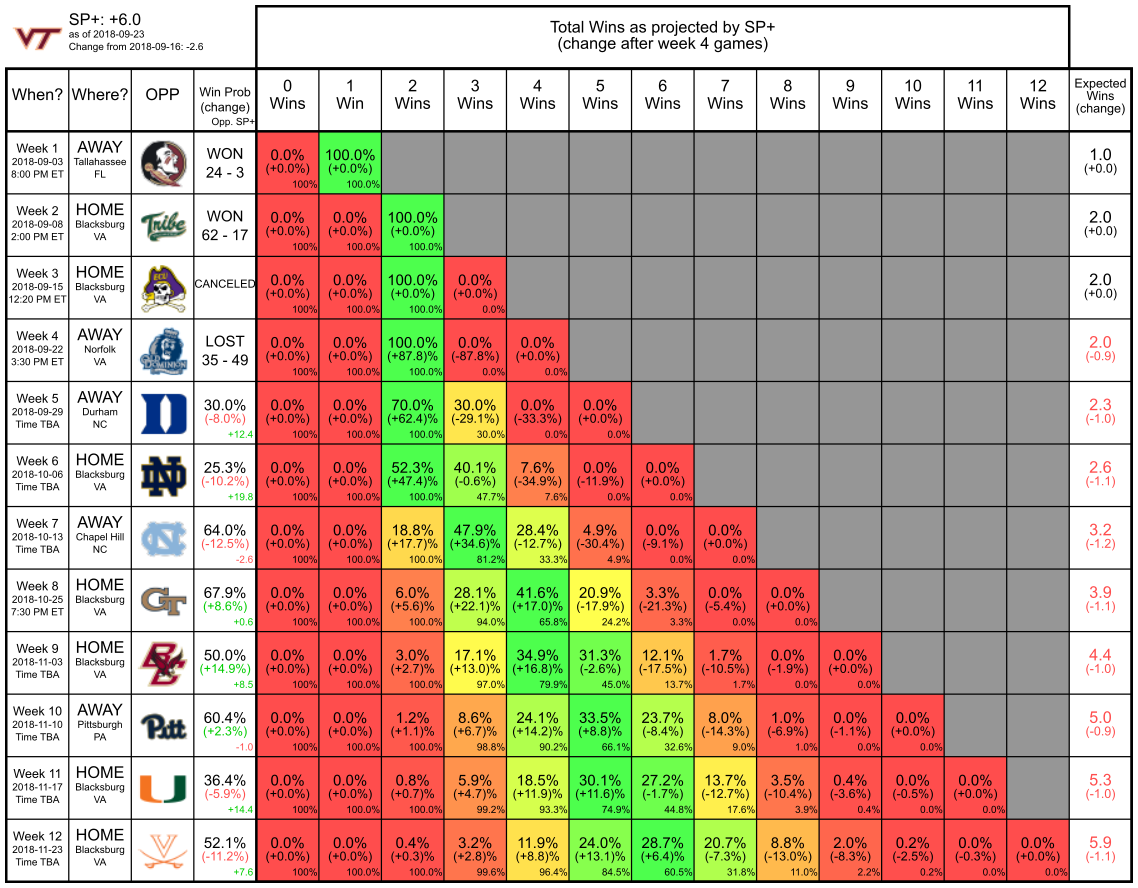 VT
SP+: +6.0
as of 2018-09-23
Change from 2018-09-16: -2.6
Total Wins as projected by SP+
(change after week 4 games)
When? Where? OPP Win Prob (change) Opp. SP+ 0 Wins 1 Win 2 Wins 3 Wins 4 Wins 5 Wins 6 Wins 7 Wins 8 Wins 9 Wins 10 Wins 11 Wins 12 Wins Expected Wins (change)
Week 1 AWAY WON 0.0% 100.0% 1.0
2018-09-03 Tallahassee 24 - 3 (+0.0%) (+0.0%) (+0.0)
8:00 PM ET FL 100% 100.0%
Week 2 HOME Tribe WON 0.0% 0.0% 100.0% 2.0
2018-09-08 Blacksburg 62 - 17 (+0.0%) (+0.0%) (+0.0%) (+0.0)
2:00 PM ET VA 100% 100.0% 100.0%
Week 3 HOME ECU CANCELED 0.0% 0.0% 100.0% 0.0% 2.0
2018-09-15 Blacksburg (+0.0%) (+0.0%) (+0.0%) (+0.0%) (+0.0)
12:20 PM ET VA 100% 100.0% 100.0% 0.0%
Week 4 AWAY OLD DOMINION LOST 0.0% 0.0% 100.0% 0.0% 0.0% 2.0
2018-09-22 Norfolk 35 - 49 (+0.0%) (+0.0%) (+87.8)% (-87.8%) (+0.0%) (-0.9)
3:30 PM ET VA 100% 100.0% 100.0% 0.0% 0.0%
Week 5 AWAY D 30.0% 0.0% 0.0% 70.0% 30.0% 0.0% 0.0% 2.3
2018-09-29 Durham (-8.0%) (+0.0%) (+0.0%) (+62.4)% (-29.1%) (-33.3%) (+0.0%) (-1.0)
Time TBA NC +12.4 100% 100.0% 100.0% 30.0% 0.0% 0.0%
Week 6 HOME ND 25.3% 0.0% 0.0% 52.3% 40.1% 7.6% 0.0% 0.0% 2.6
2018-10-06 Blacksburg (-10.2%) (+0.0%) (+0.0%) (+47.4)% (-0.6%) (-34.9%) (-11.9%) (+0.0%) (-1.1)
Time TBA VA +19.8 100% 100.0% 100.0% 47.7% 7.6% 0.0% 0.0%
Week 7 AWAY NC 64.0% 0.0% 0.0% 18.8% 47.9% 28.4% 4.9% 0.0% 0.0% 3.2
2018-10-13 Chapel Hill (-12.5%) (+0.0%) (+0.0%) (+17.7)% (+34.6%) (-12.7%) (-30.4%) (-9.1%) (+0.0%) (-1.2)
Time TBA NC -2.6 100% 100.0% 100.0% 81.2% 33.3% 4.9% 0.0% 0.0%
Week 8 HOME GT 67.9% 0.0% 0.0% 6.0% 28.1% 41.6% 20.9% 3.3% 0.0% 0.0% 3.9
2018-10-25 Blacksburg (+8.6%) (+0.0%) (+0.0%) (+5.6)% (+22.1%) (+17.0%) (-17.9%) (-21.3%) (-5.4%) (+0.0%) (-1.1)
7:30 PM ET VA +0.6 100% 100.0% 100.0% 94.0% 65.8% 24.2% 3.3% 0.0% 0.0%
Week 9 HOME BC 50.0% 0.0% 0.0% 3.0% 17.1% 34.9% 31.3% 12.1% 1.7% 0.0% 0.0% 4.4
2018-11-03 Blacksburg (+14.9%) (+0.0%) (+0.0%) (+2.7)% (+13.0%) (+16.8%) (-2.6%) (-17.5%) (-10.5%) (-1.9%) (+0.0%) (-1.0)
Time TBA VA +8.5 100% 100.0% 100.0% 97.0% 79.9% 45.0% 13.7% 1.7% 0.0% 0.0%
Week 10 AWAY Pitt 60.4% 0.0% 0.0% 1.2% 8.6% 24.1% 33.5% 23.7% 8.0% 1.0% 0.0% 0.0% 5.0
2018-11-10 Pittsburgh (+2.3%) (+0.0%) (+0.0%) (+1.1)% (+6.7%) (+14.2%) (+8.8%) (-8.4%) (-14.3%) (-6.9%) (-1.1%) (+0.0%) (-0.9)
Time TBA PA -1.0 100% 100.0% 100.0% 98.8% 90.2% 66.1% 32.6% 9.0% 1.0% 0.0% 0.0%
Week 11 HOME U 36.4% 0.0% 0.0% 0.8% 5.9% 18.5% 30.1% 27.2% 13.7% 3.5% 0.4% 0.0% 0.0% 5.3
2018-11-17 Blacksburg (-5.9%) (+0.0%) (+0.0%) (+0.7)% (+4.7%) (+11.9%) (+11.6%) (-1.7%) (-12.7%) (-10.4%) (-3.6%) (-0.5%) (+0.0%) (-1.0)
Time TBA VA +14.4 100% 100.0% 100.0% 99.2% 93.3% 74.9% 44.8% 17.6% 3.9% 0.4% 0.0% 0.0%
Week 12 HOME V 52.1% 0.0% 0.0% 0.4% 3.2% 11.9% 24.0% 28.7% 20.7% 8.8% 2.0% 0.2% 0.0% 0.0% 5.9
2018-11-23 Blacksburg (-11.2%) (+0.0%) (+0.0%) (+0.3)% (+2.8%) (+8.8%) (+13.1%) (+6.4%) (-7.3%) (-13.0%) (-8.3%) (-2.5%) (-0.3%) (+0.0%) (-1.1)
Time TBA VA +7.6 100% 100.0% 100.0% 99.6% 96.4% 84.5% 60.5% 31.8% 11.0% 2.2% 0.2% 0.0% 0.0%